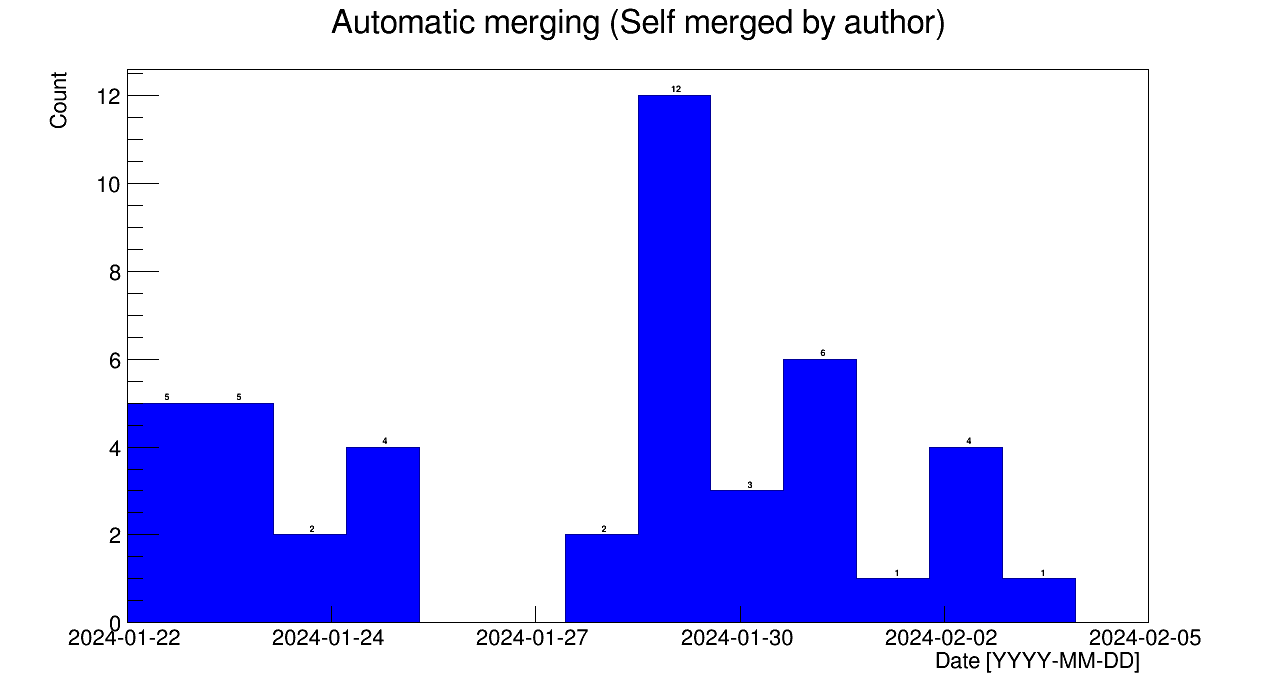 Automatic merging (Self merged by author)
Count
12
10
8
6
4
2
0
5 5 2 4 2 12 3 6 1 4 1
2024-01-22 2024-01-24 2024-01-27 2024-01-30 2024-02-02 2024-02-05
Date [YYYY-MM-DD]